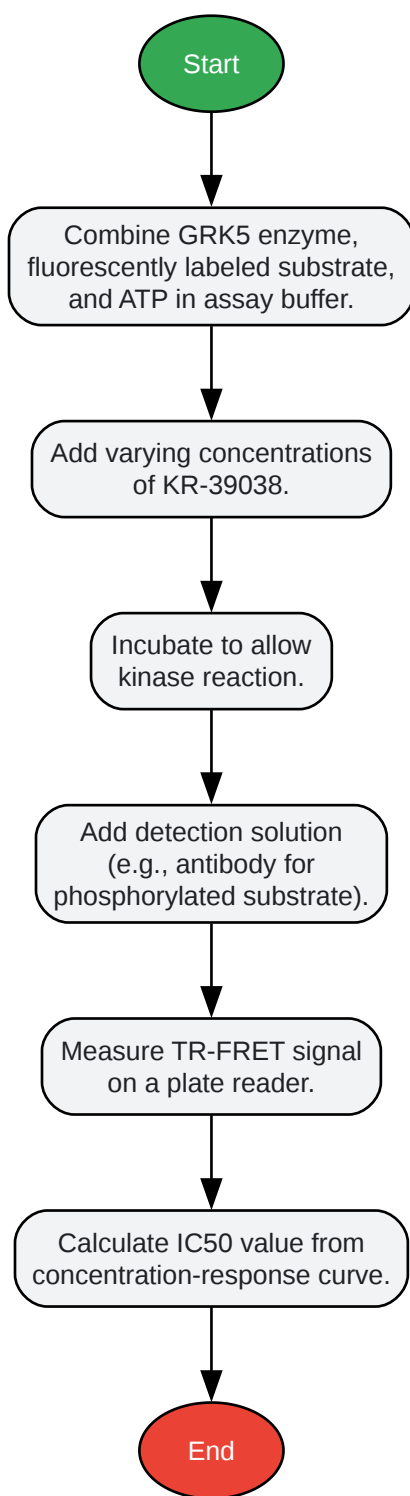 Start
Combine GRK5 enzyme,
fluorescently labeled substrate,
and ATP in assay buffer.
Add varying concentrations
of KR-39038.
Incubate to allow
kinase reaction.
Add detection solution
(e.g., antibody for
phosphorylated substrate).
Measure TR-FRET signal
on a plate reader.
Calculate IC50 value from
concentration-response curve.
End